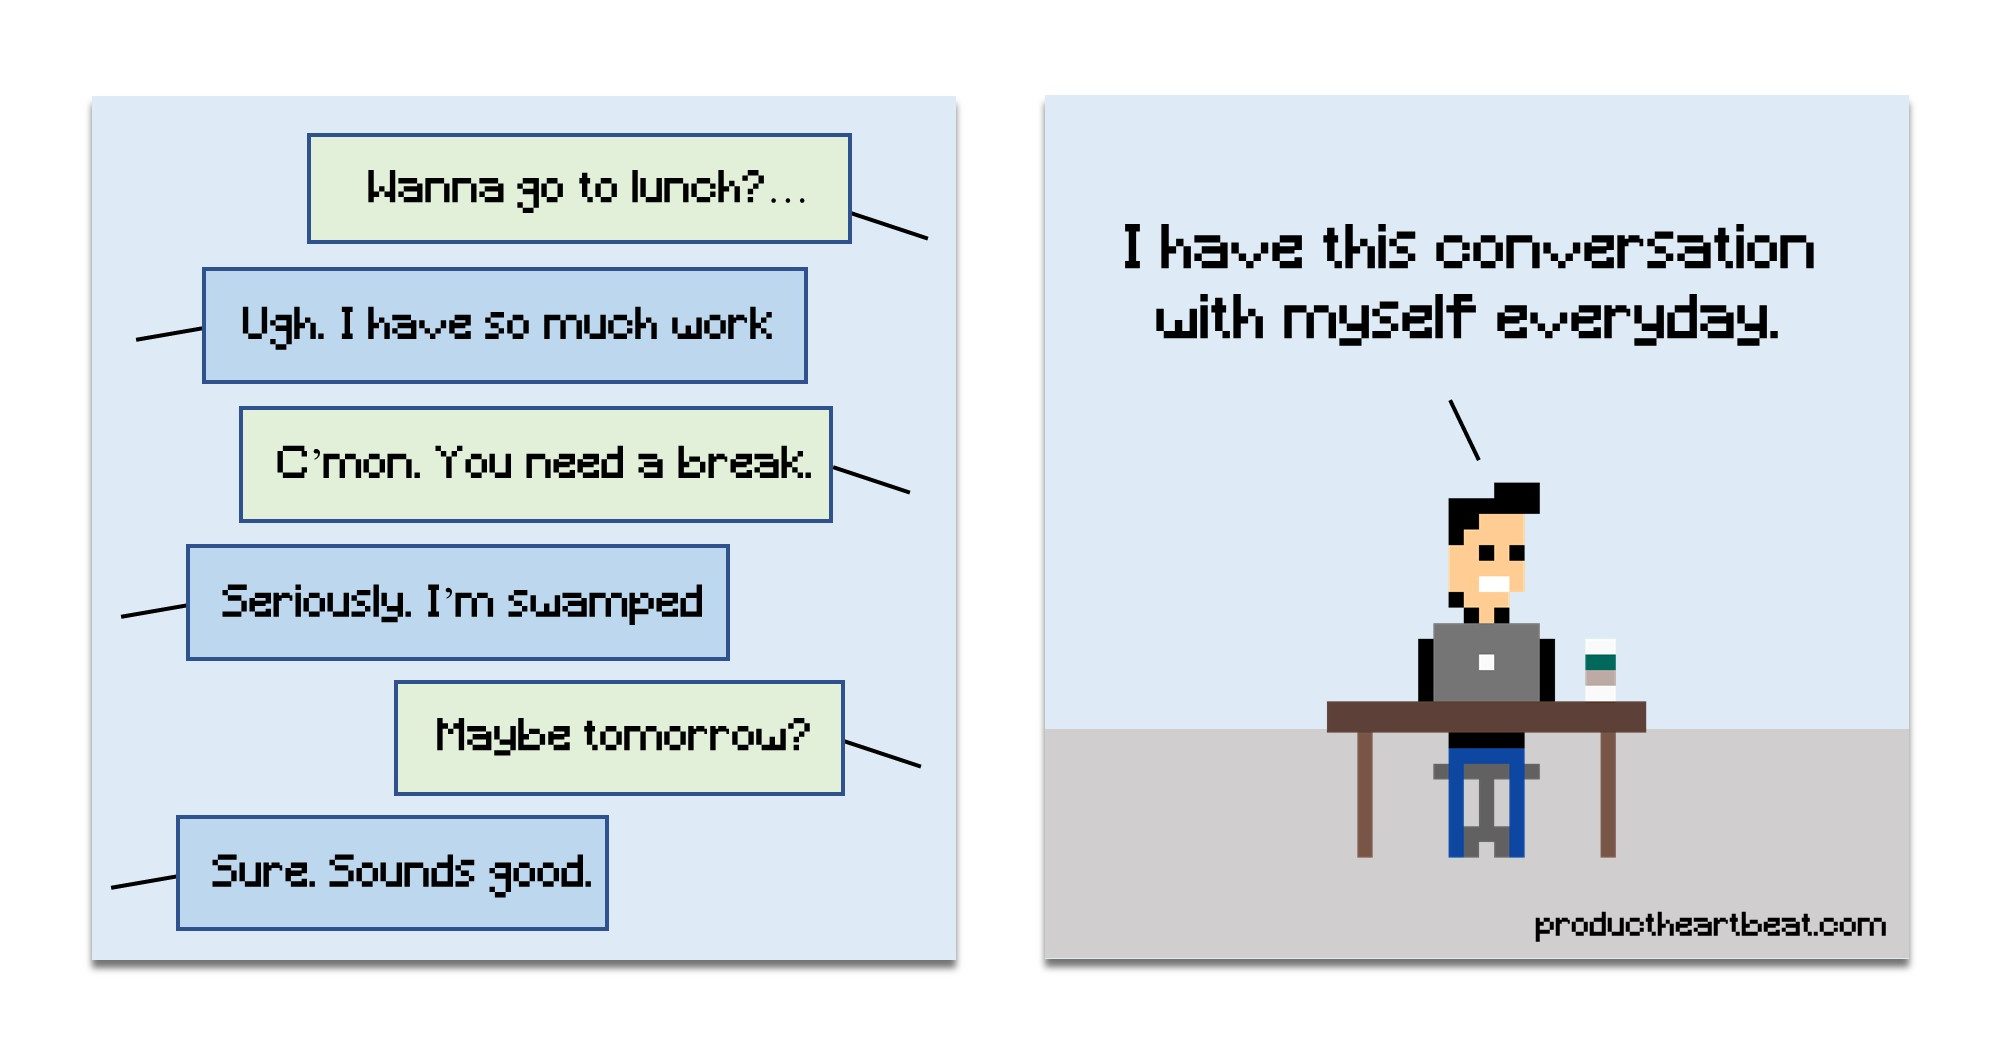 Wanna go to lunch?...
Ugh. I have so much work
C'mon. You need a break.
Seriously. I'm swamped
Maybe tomorrow?
Sure. Sounds good.
I have this conversation
with myself everyday.
productheartbeat.com